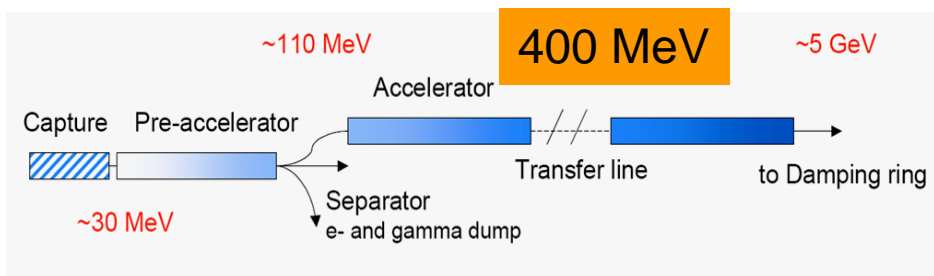 ~110 MeV
400 MeV
~5 GeV
Accelerator
Capture
Pre-accelerator
Transfer line
to Damping ring
Separator
e- and gamma dump
~30 MeV